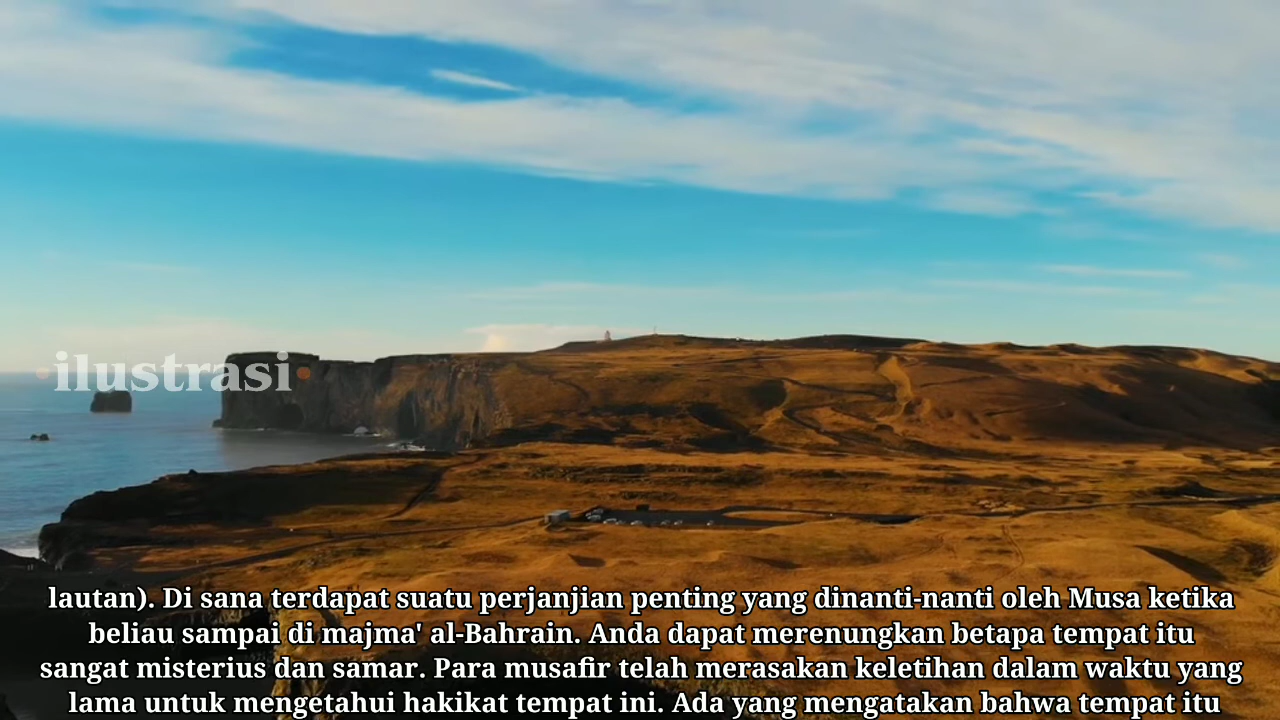 •ilustrasi•
lautan). Di sana terdapat suatu perjanjian penting yang dinanti-nanti oleh Musa ketika
beliau sampai di majma' al-Bahrain. Anda dapat merenungkan betapa tempat itu
sangat misterius dan samar. Para musafir telah merasakan keletihan dalam waktu yang
lama untuk mengetahui hakikat tempat ini. Ada yang mengatakan bahwa tempat itu